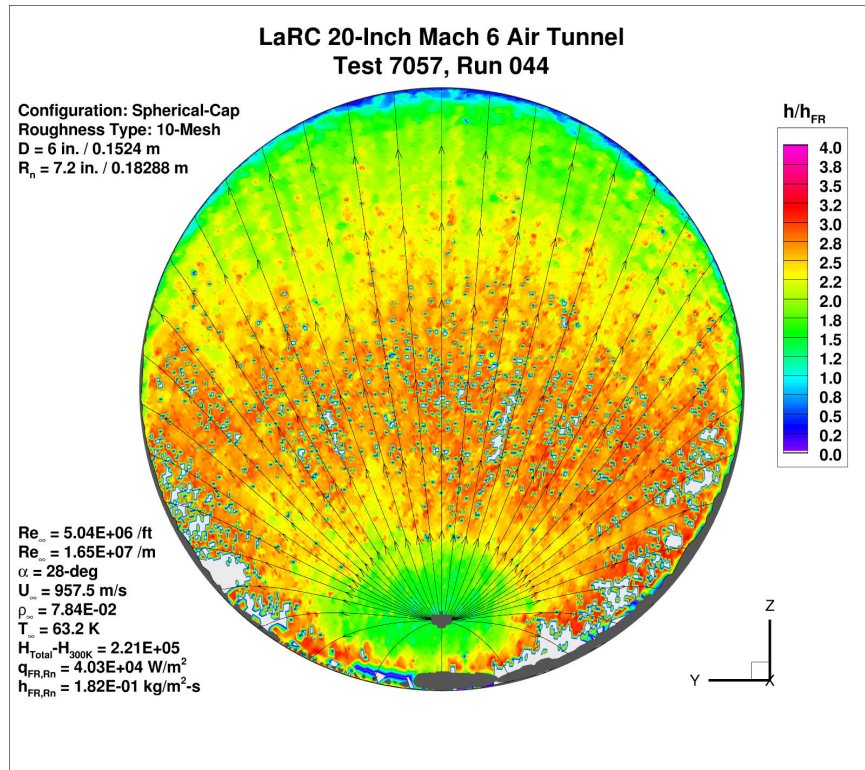 LaRC 20-Inch Mach 6 Air Tunnel
Test 7057, Run 044
Configuration: Spherical-Cap
Roughness Type: 10-Mesh
D = 6 in. / 0.1524 m
Rn = 7.2 in. / 0.18288 m
h/hFR
4.0
3.8
3.5
3.2
3.0
2.8
2.5
2.2
2.0
1.8
1.5
1.2
1.0
0.8
0.5
0.2
0.0
Re∞ = 5.04E+06 /ft
Re∞ = 1.65E+07 /m
α = 28-deg
U∞ = 957.5 m/s
ρ∞ = 7.84E-02
T∞ = 63.2 K
HTotal-H300K = 2.21E+05
qFR,Rn = 4.03E+04 W/m²
hFR,Rn = 1.82E-01 kg/m²-s
Z
Y
X